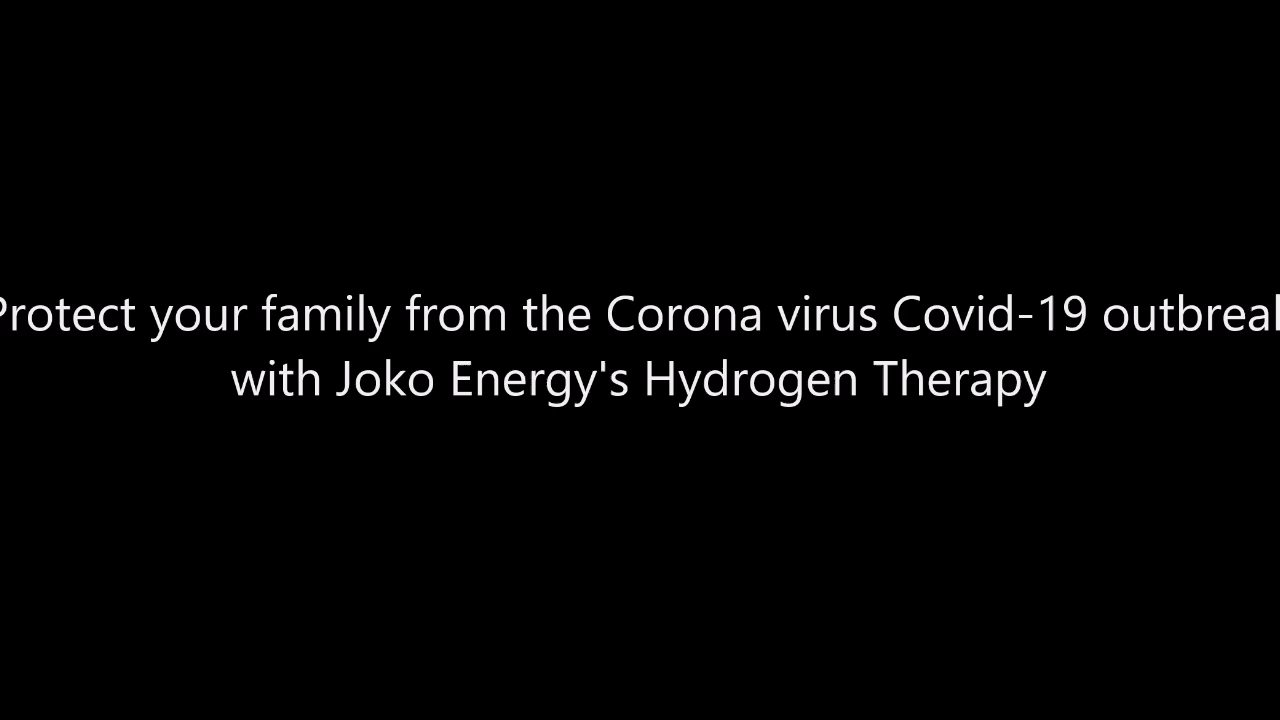 Protect your family from the Corona virus Covid-19 outbreak
with Joko Energy's Hydrogen Therapy